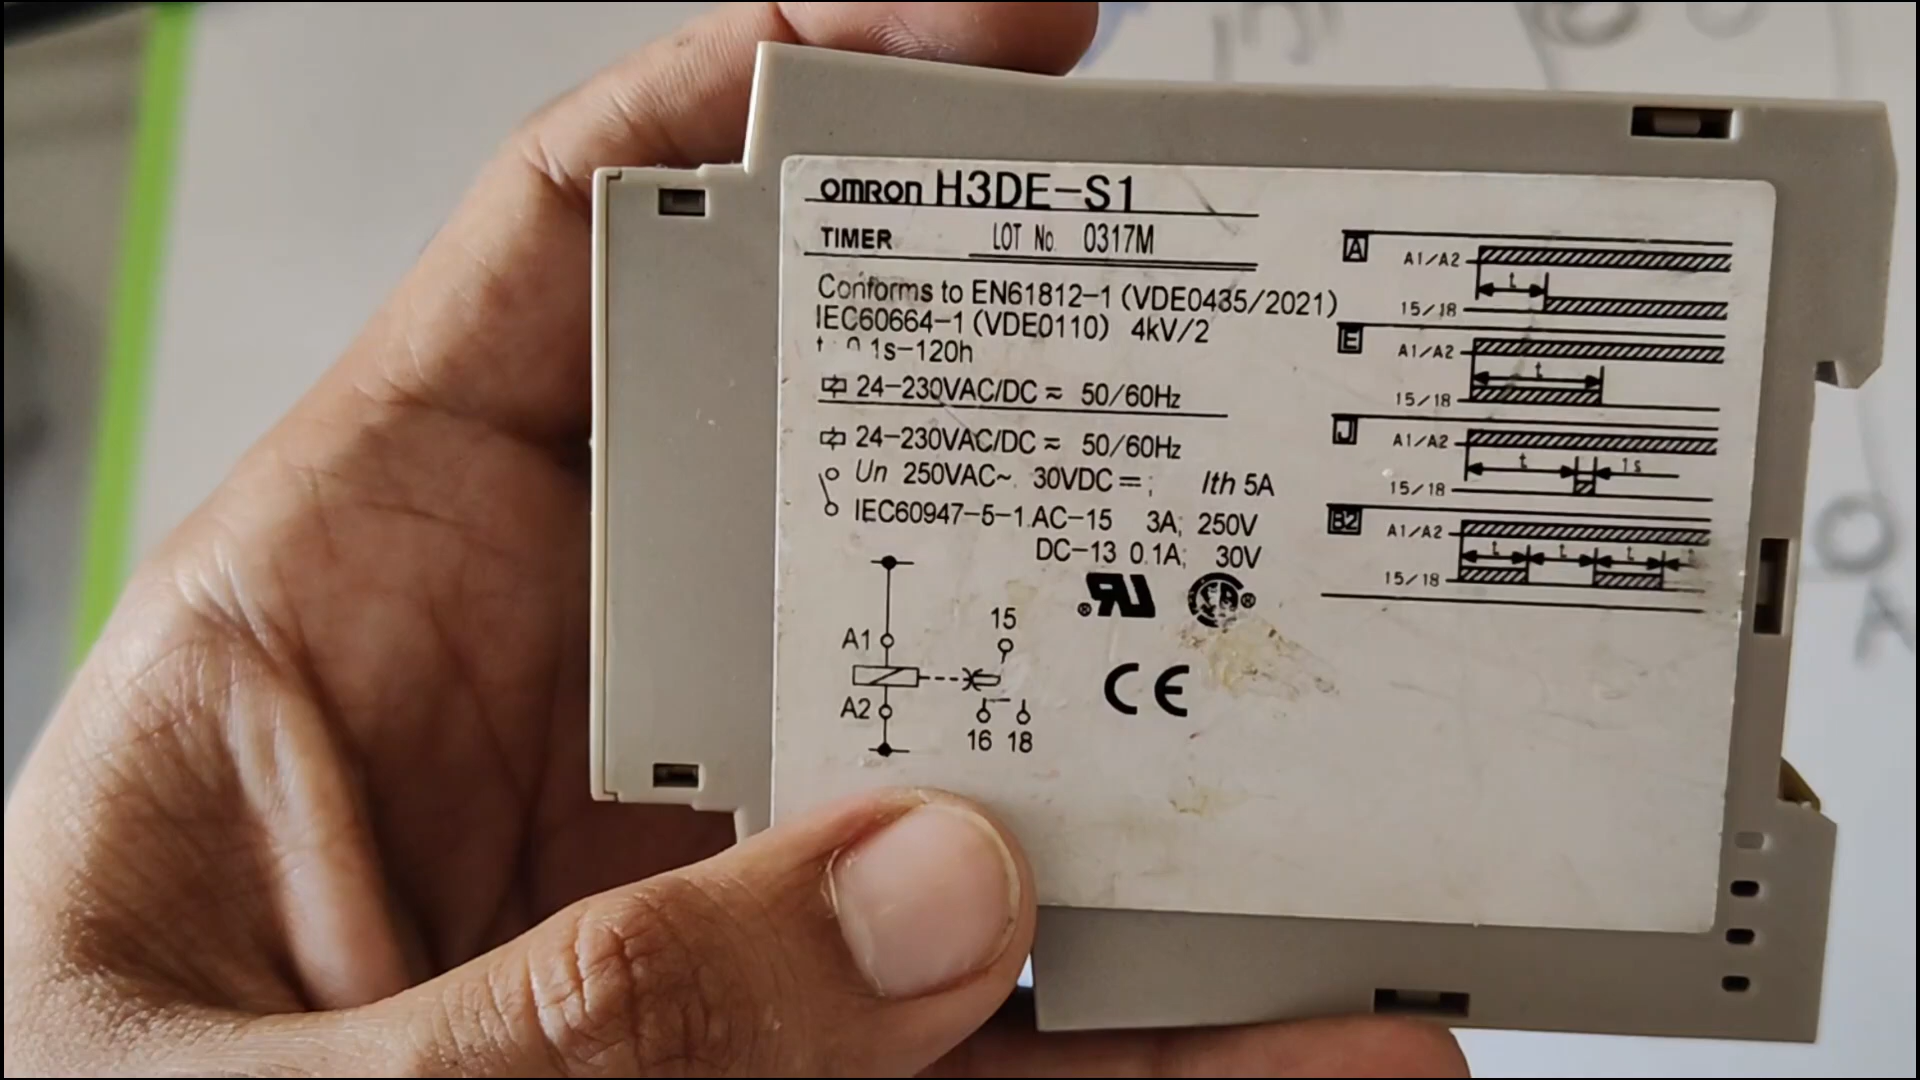 omron H3DE-S1
TIMER LOT No. 0317M
Conforms to EN61812-1 (VDE0435/2021)
IEC60664-1 (VDE0110) 4kV/2
0.1s-120h
24-230VAC/DC ≂ 50/60Hz
24-230VAC/DC ≂ 50/60Hz
Un 250VAC~, 30VDC ⎓; Ith 5A
IEC60947-5-1 AC-15 3A; 250V
DC-13 0.1A; 30V
A1
A2
15
16 18
CE
A
A1/A2
t
15/18
E
A1/A2
t
15/18
J
A1/A2
t 1s
15/18
B2
A1/A2
t t t
15/18